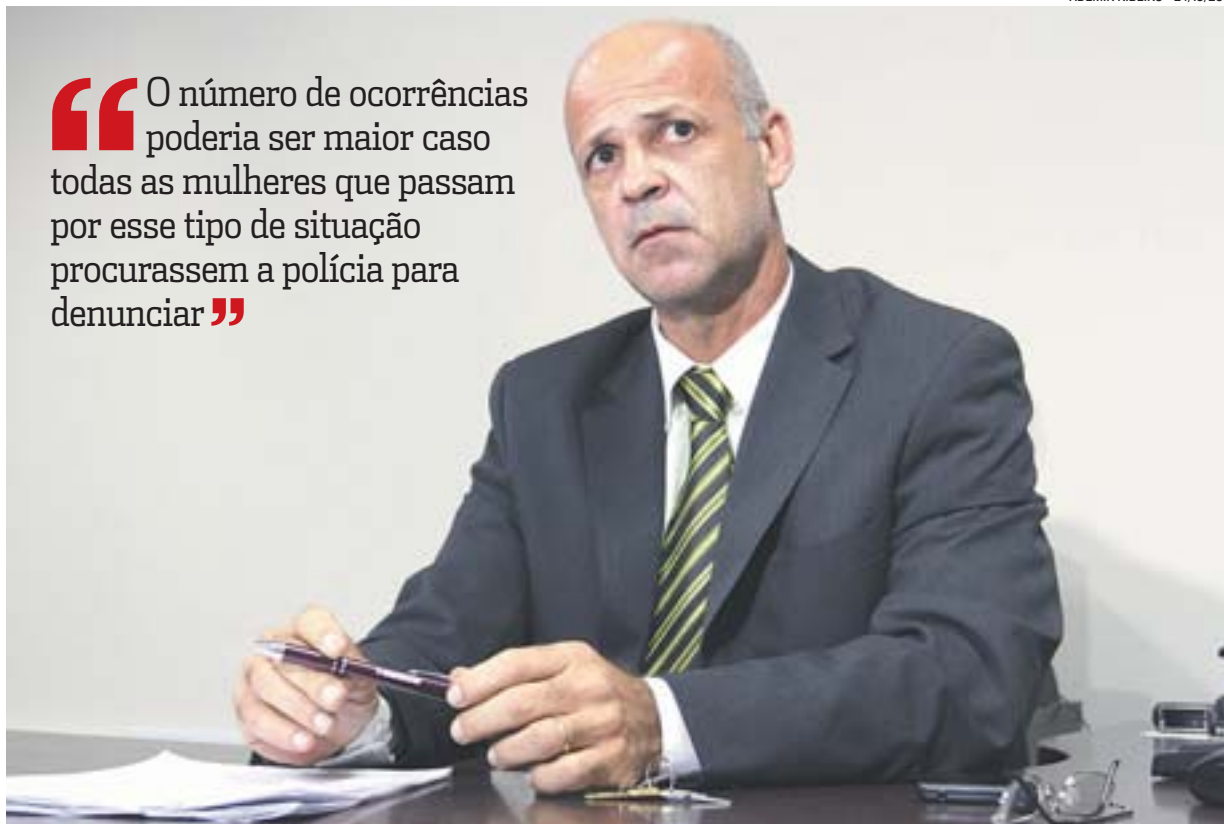 “O número de ocorrências
poderia ser maior caso
todas as mulheres que passam
por esse tipo de situação
procurassem a polícia para
denunciar”